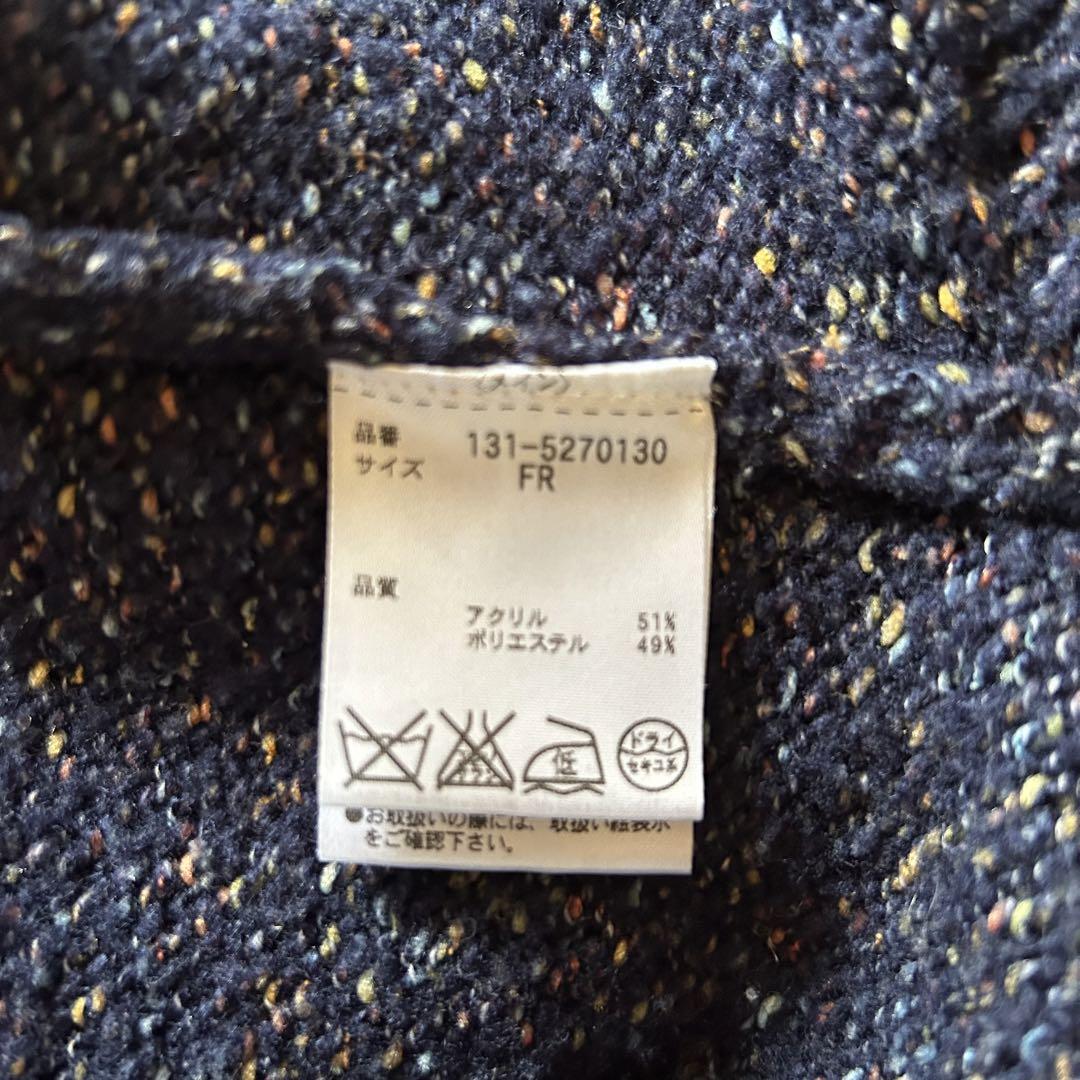 〈メイン〉
品番 131-5270130
サイズ FR
品質
アクリル 51%
ポリエステル 49%
低
ドライ
セキユ系
●お取扱いの際には、取扱い絵表示
をご確認下さい。